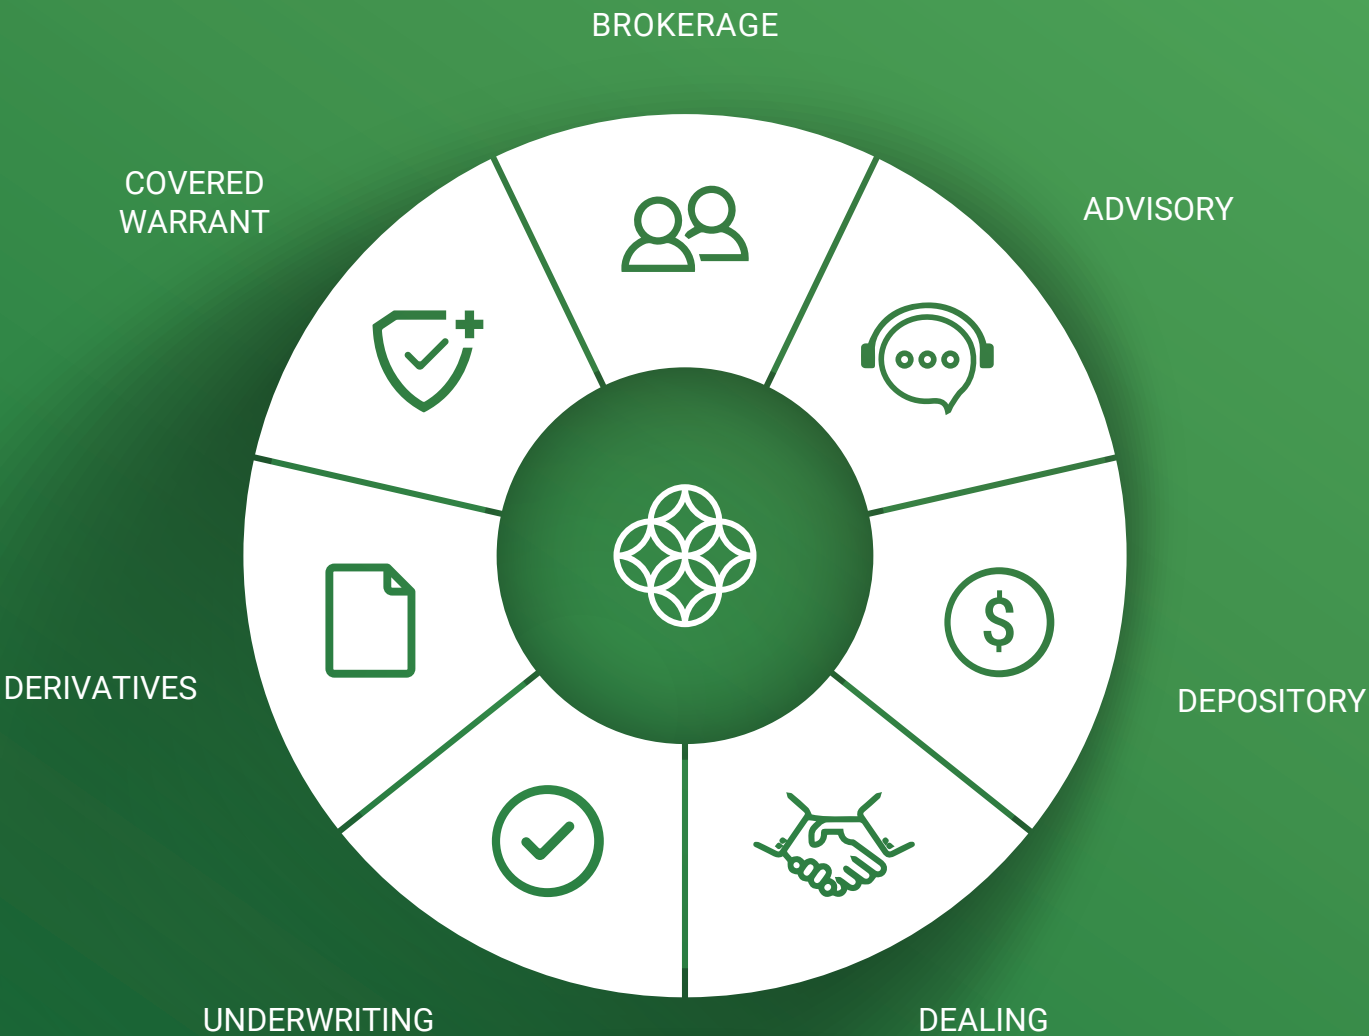 BROKERAGE
COVERED
WARRANT
ADVISORY
$
DERIVATIVES
DEPOSITORY
UNDERWRITING
DEALING